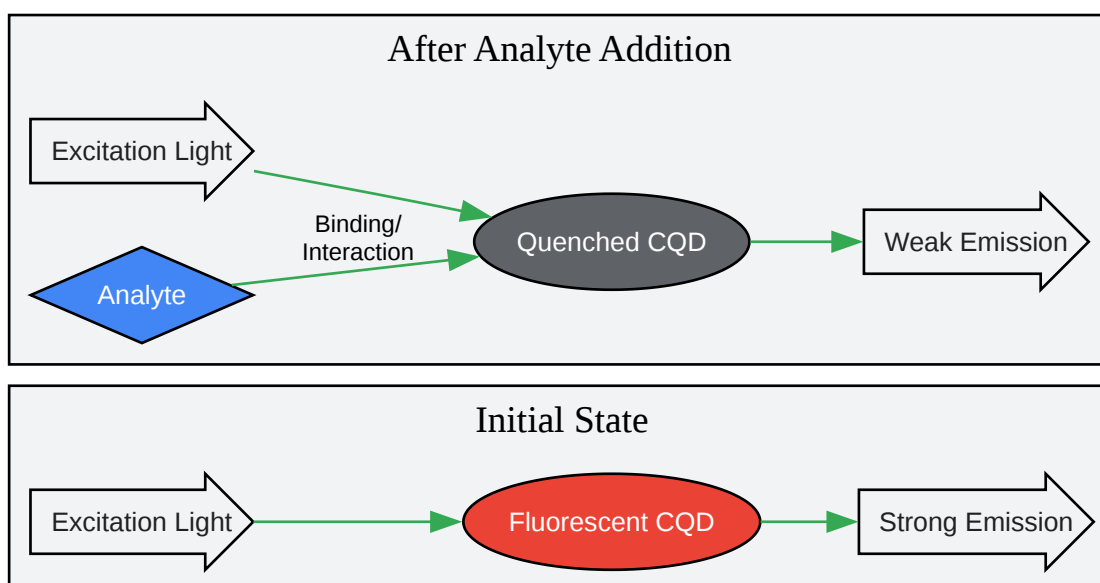 After Analyte Addition
Excitation Light
Binding/
Interaction
Quenched CQD
Weak Emission
Analyte
Initial State
Excitation Light
Fluorescent CQD
Strong Emission